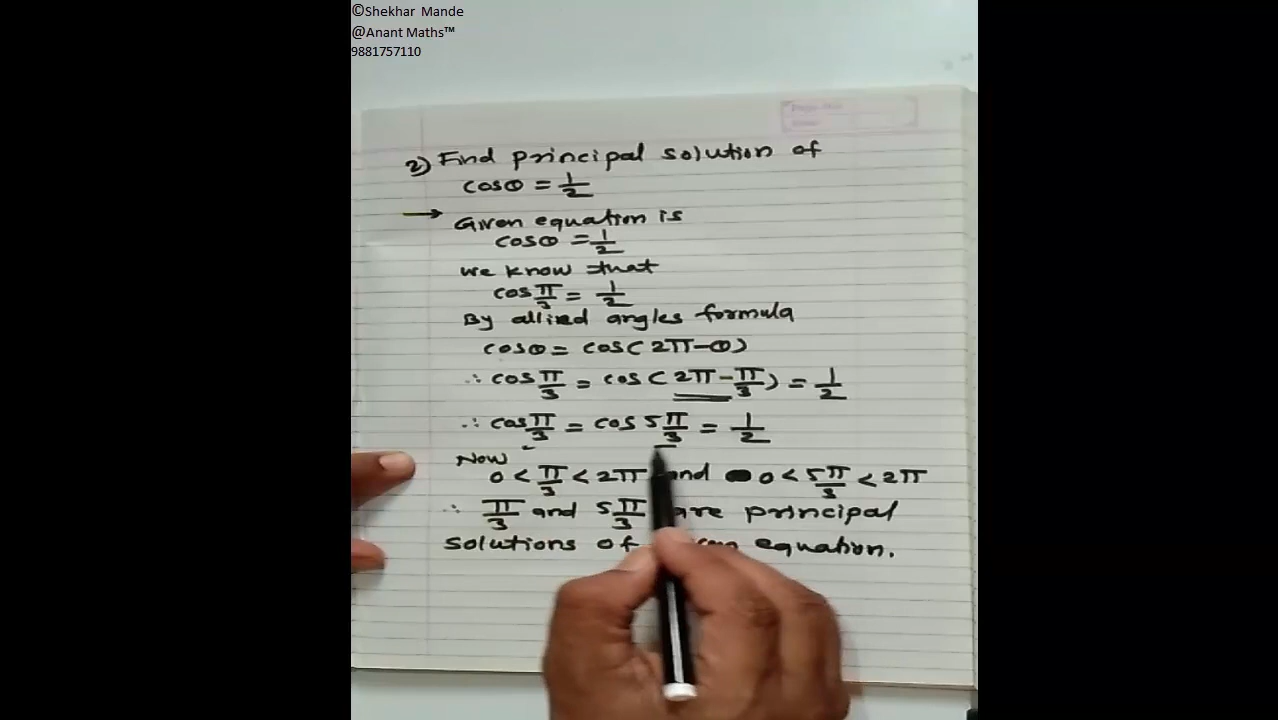 ©Shekhar Mande
@Anant Maths™
9881757110
2) Find principal solution of
cosθ = 1/2
→ Given equation is
cosθ = 1/2
we know that
cos π/3 = 1/2
By allied angles formula
cosθ = cos(2π-θ)
∴ cos π/3 = cos(2π-π/3) = 1/2
∴ cos π/3 = cos 5π/3 = 1/2
Now
0 < π/3 < 2π and 0 < 5π/3 < 2π
∴ π/3 and 5π/3 are principal
solutions of equation.